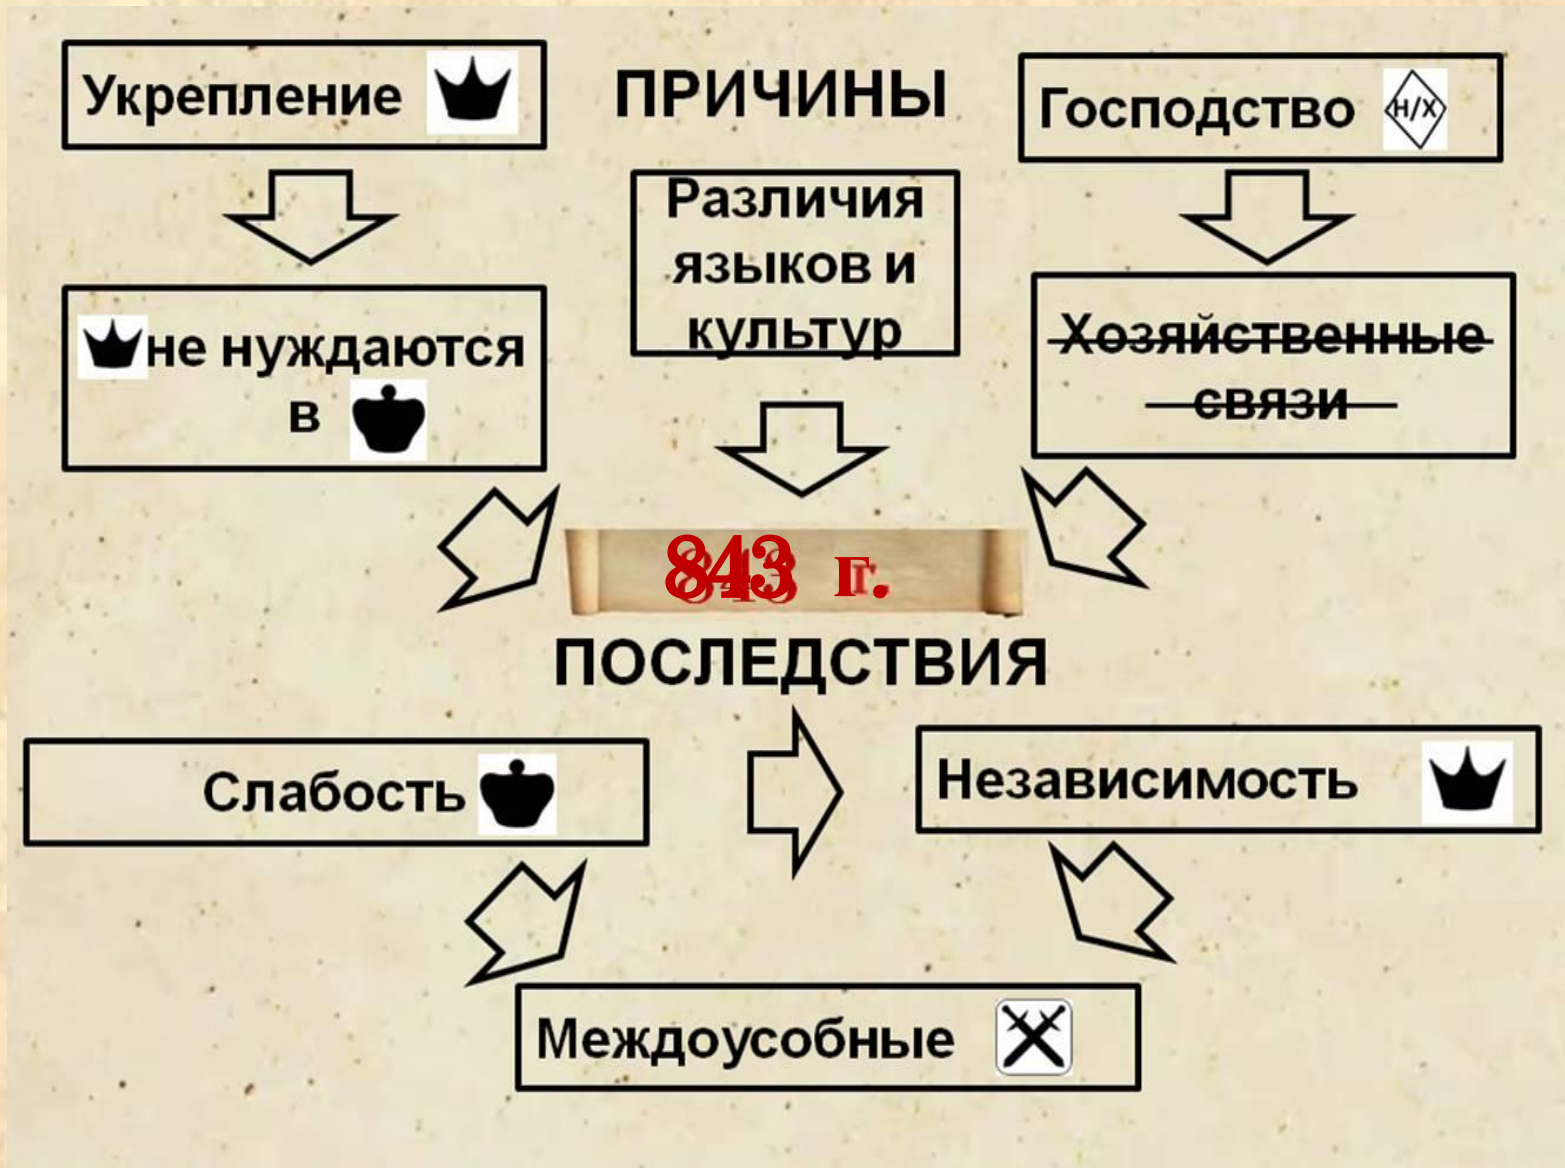 ПРИЧИНЫ
Укрепление
Господство
Н/Х
Различия
языков и
культур
не нуждаются
в
Хозяйственные
связи
843 г.
ПОСЛЕДСТВИЯ
Слабость
Независимость
Междоусобные